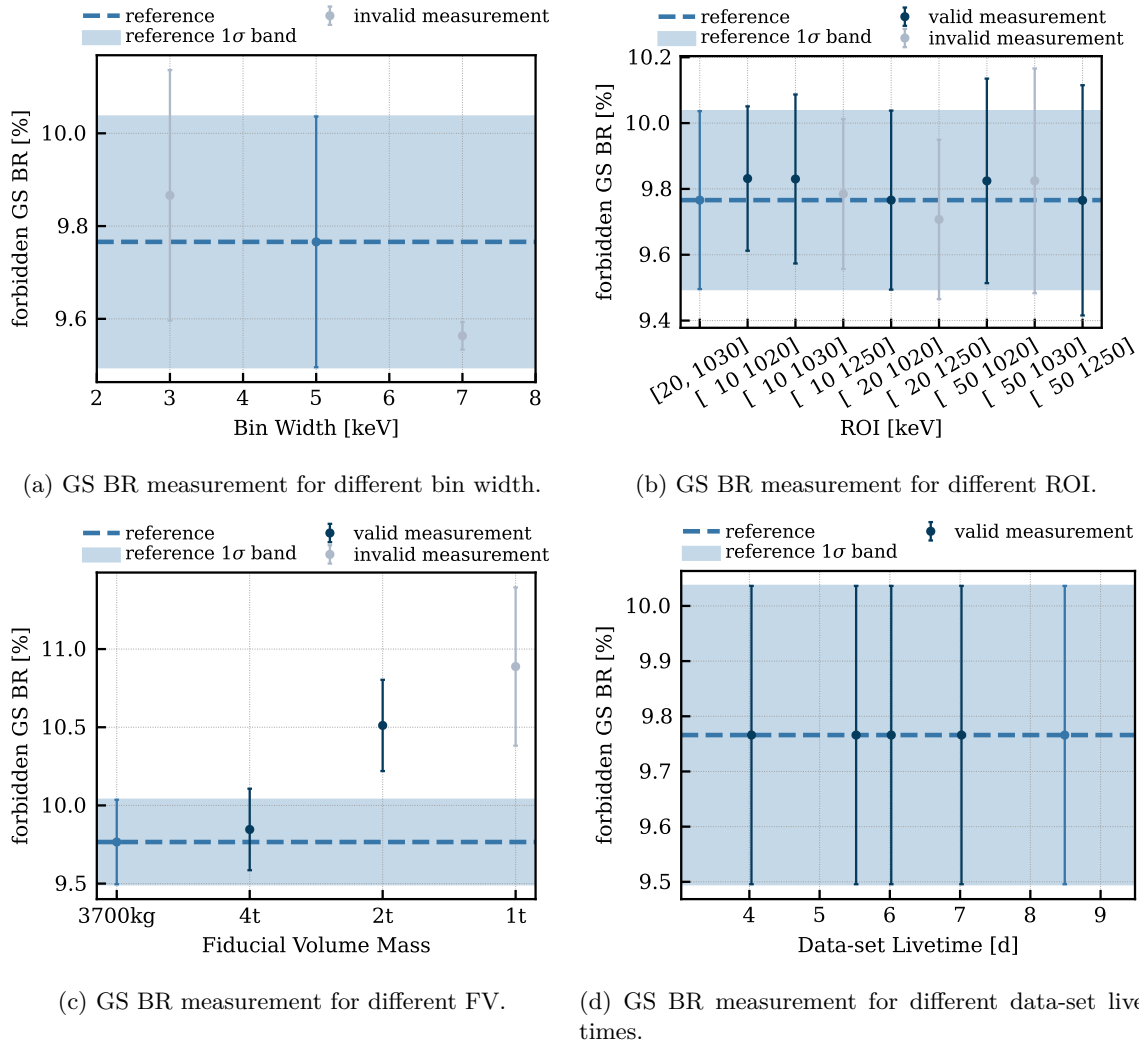 reference
reference 1σ band
invalid measurement
forbidden GS BR [%]
10.0
9.8
9.6
2 3 4 5 6 7 8
Bin Width [keV]
(a) GS BR measurement for different bin width.
reference
reference 1σ band
valid measurement
invalid measurement
forbidden GS BR [%]
10.2
10.0
9.8
9.6
9.4
[20, 1030]
[ 10 1020]
[ 10 1030]
[ 10 1250]
[ 20 1020]
[ 20 1250]
[ 50 1020]
[ 50 1030]
[ 50 1250]
ROI [keV]
(b) GS BR measurement for different ROI.
reference
reference 1σ band
valid measurement
invalid measurement
forbidden GS BR [%]
11.0
10.5
10.0
9.5
3700kg 4t 2t 1t
Fiducial Volume Mass
(c) GS BR measurement for different FV.
reference
reference 1σ band
valid measurement
forbidden GS BR [%]
10.0
9.9
9.8
9.7
9.6
9.5
4 5 6 7 8 9
Data-set Livetime [d]
(d) GS BR measurement for different data-set live
times.